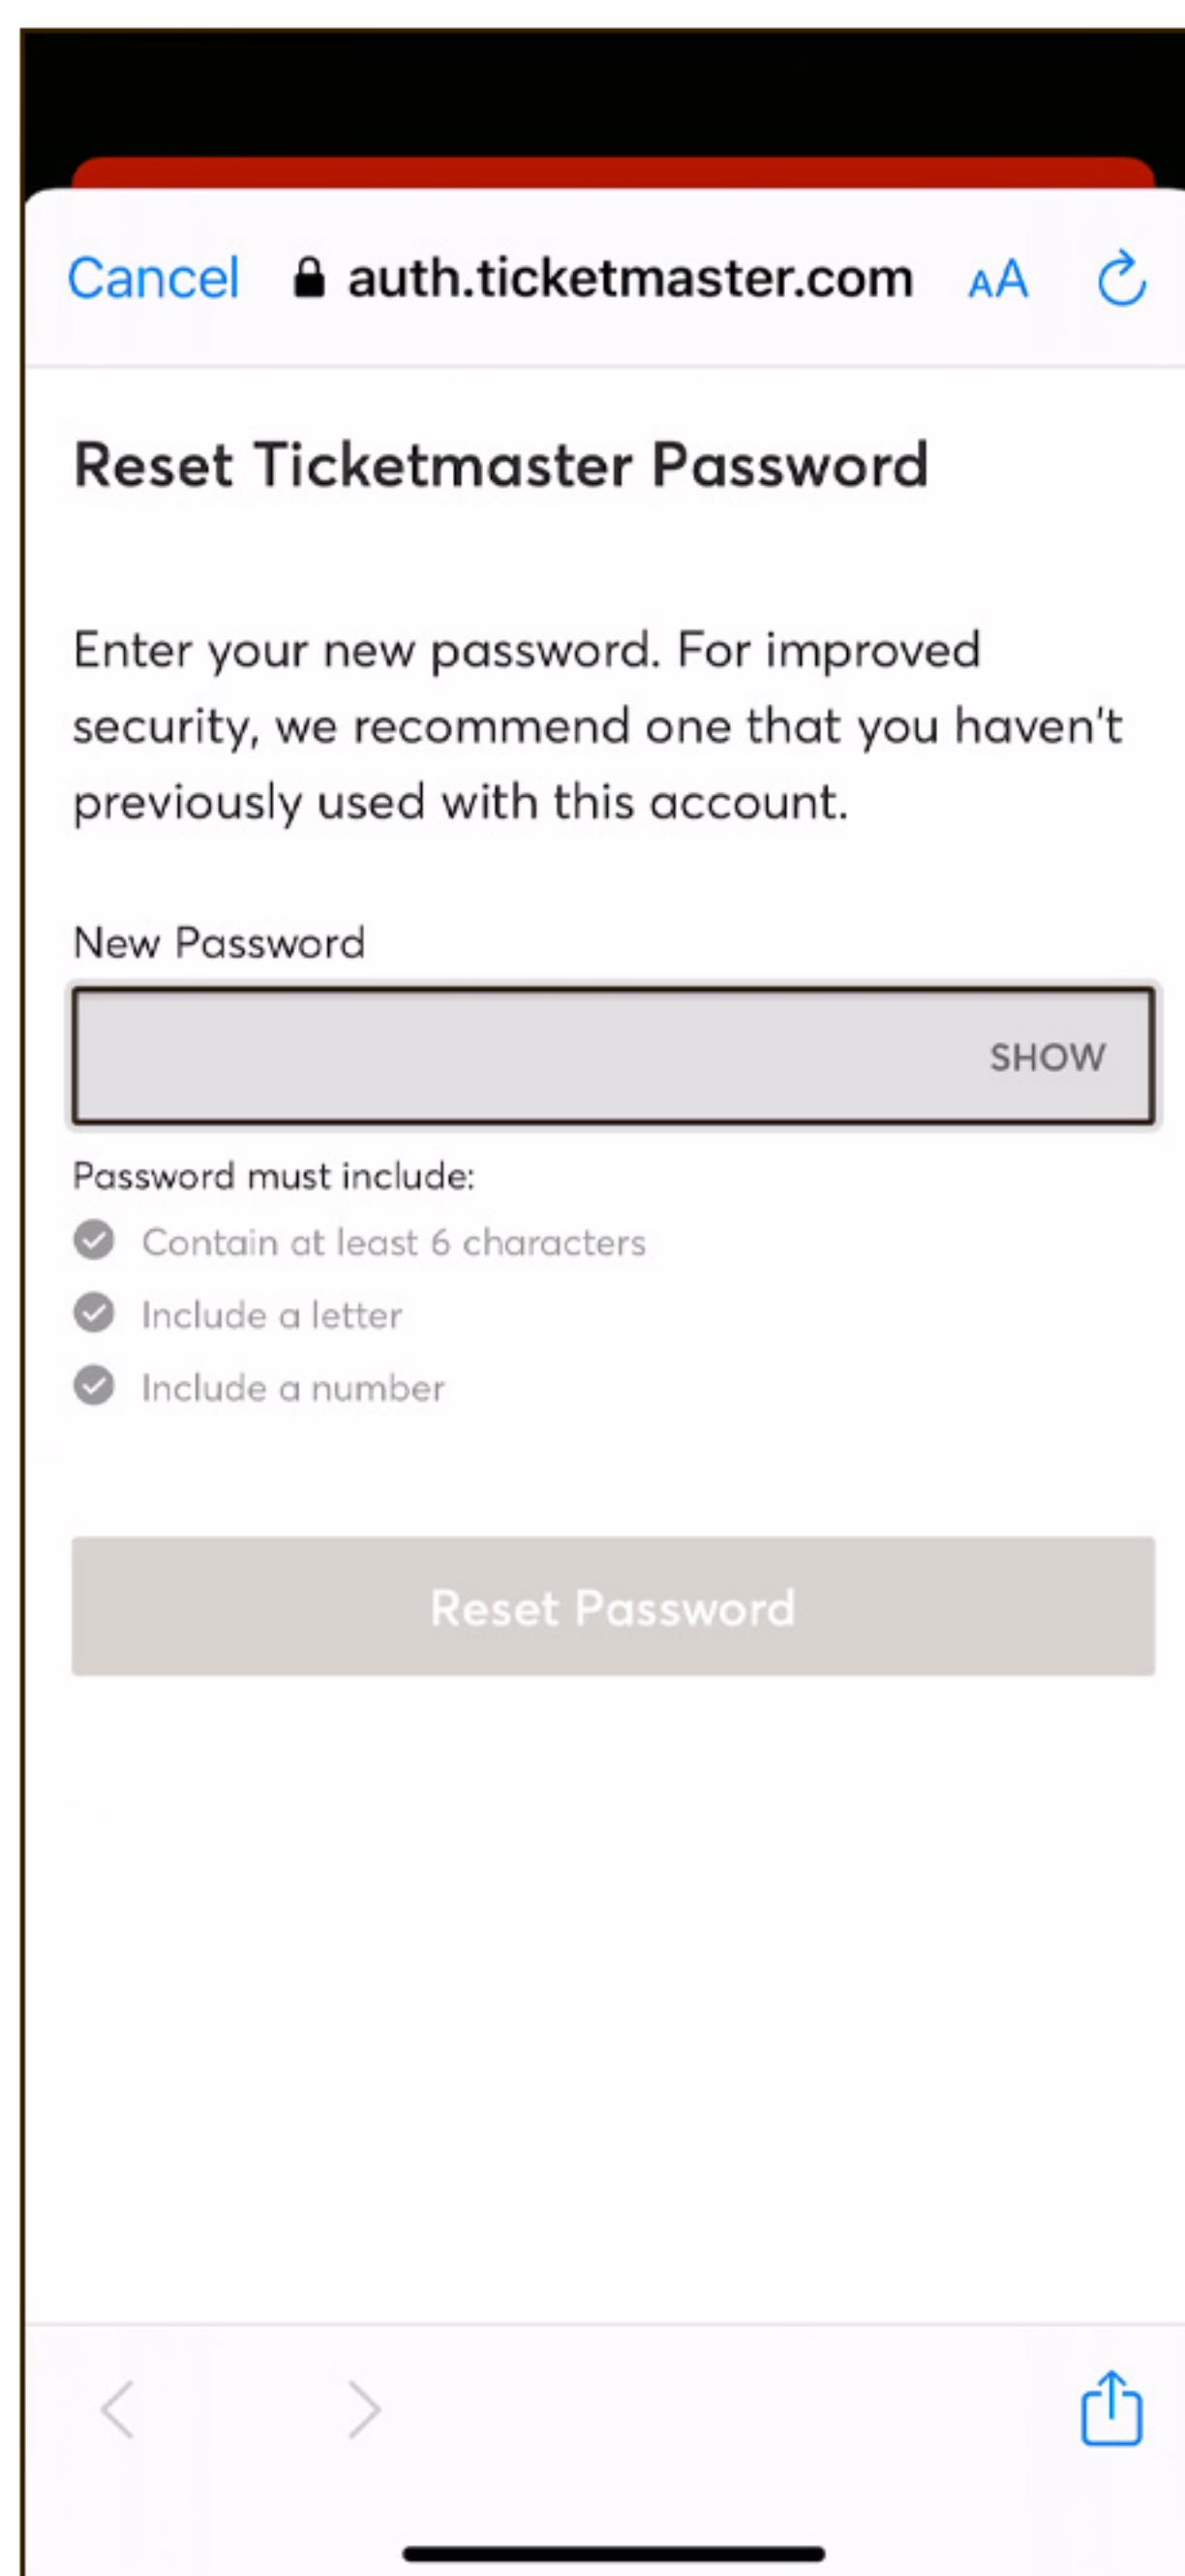 Cancel auth.ticketmaster.com AA
Reset Ticketmaster Password
Enter your new password. For improved
security, we recommend one that you haven't
previously used with this account.
New Password
SHOW
Password must include:
Contain at least 6 characters
Include a letter
Include a number
Reset Password